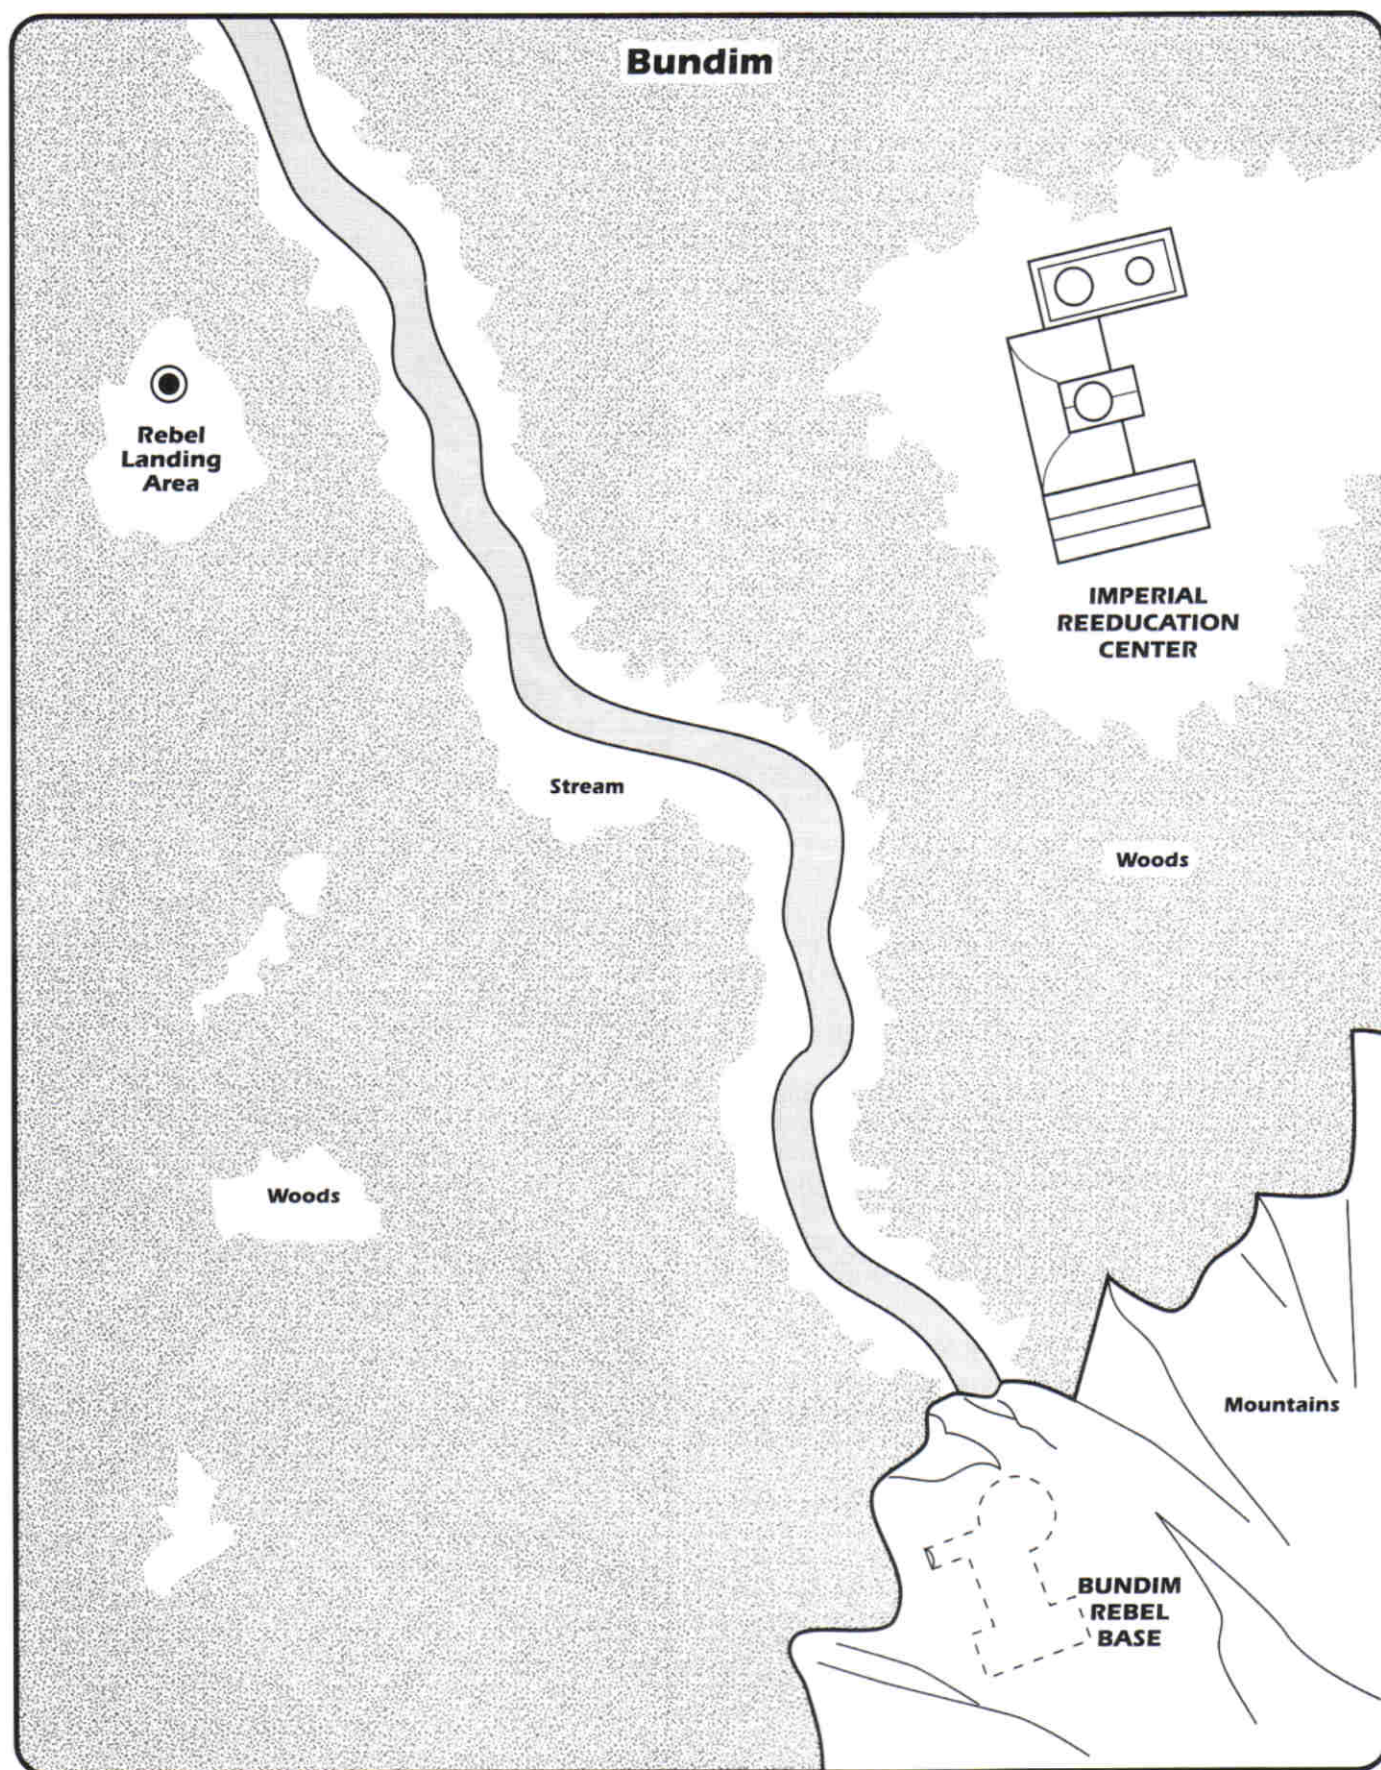 Bundim
Rebel
Landing
Area
IMPERIAL
REEDUCATION
CENTER
Stream
Woods
Woods
Mountains
BUNDIM
REBEL
BASE